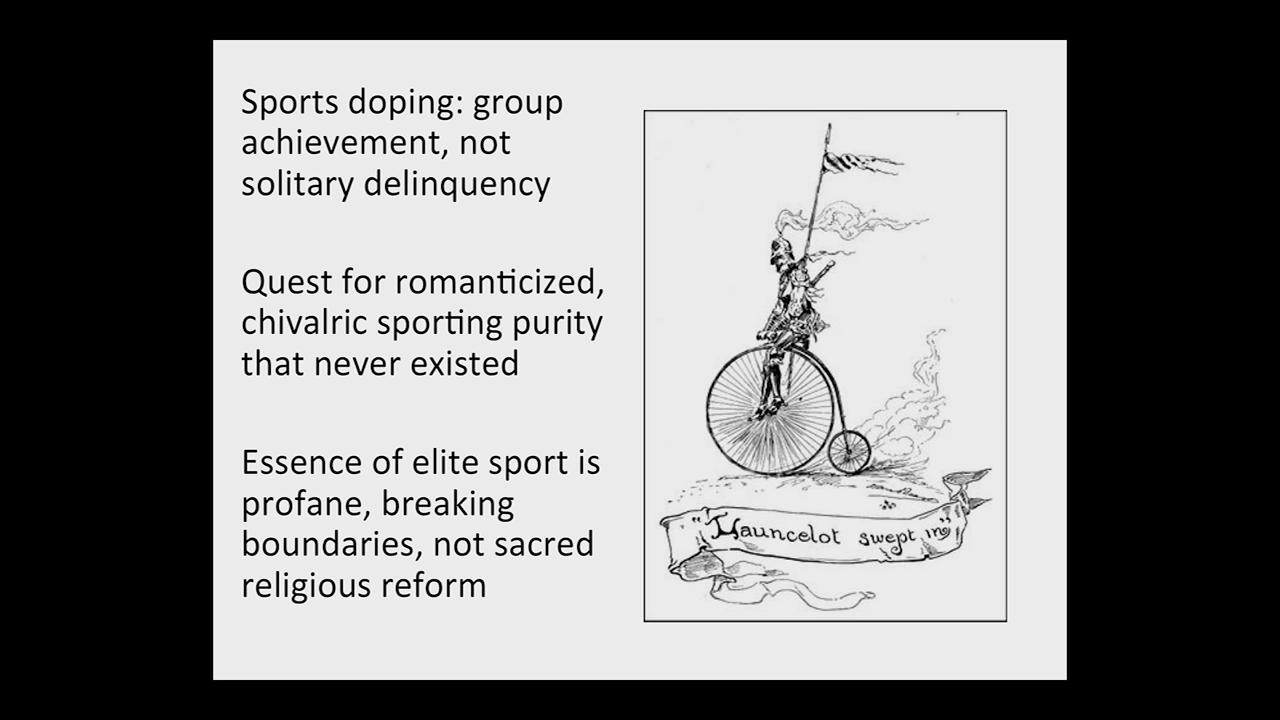 Sports doping: group
achievement, not
solitary delinquency
Quest for romanticized,
chivalric sporting purity
that never existed
Essence of elite sport is
profane, breaking
boundaries, not sacred
religious reform
"Launcelot swept in"